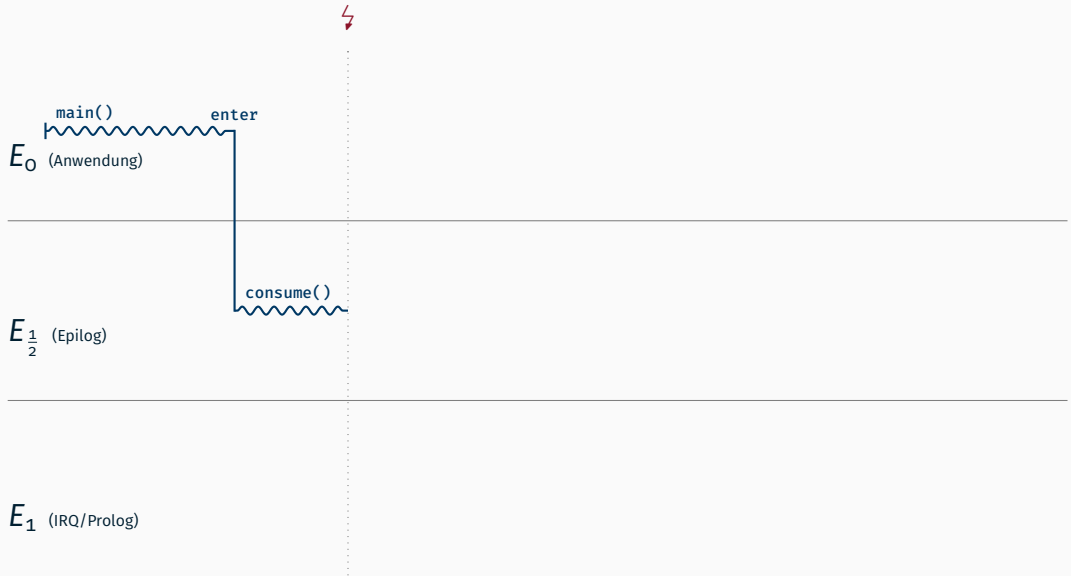 main()
enter
E0 (Anwendung)
consume()
E1/2 (Epilog)
E1 (IRQ/Prolog)